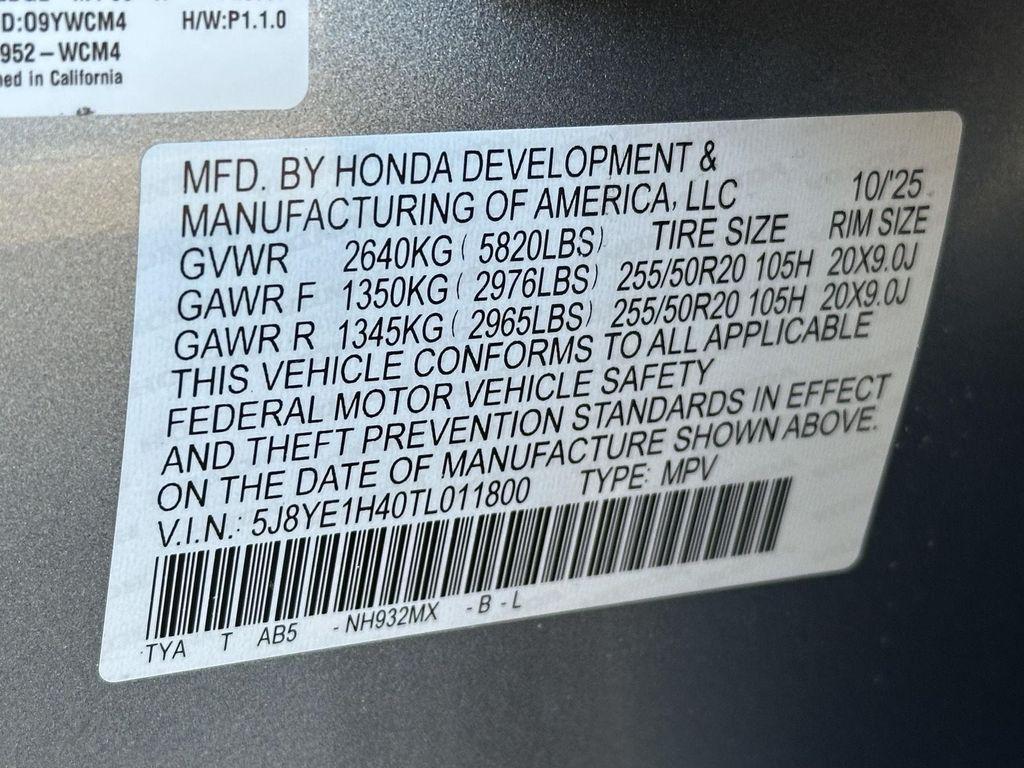 D:09YWCM4 H/W:P1.1.0
952-WCM4
ned in California
MFD. BY HONDA DEVELOPMENT &
MANUFACTURING OF AMERICA, LLC 10/'25
GVWR 2640KG ( 5820LBS) TIRE SIZE RIM SIZE
GAWR F 1350KG ( 2976LBS) 255/50R20 105H 20X9.0J
GAWR R 1345KG ( 2965LBS) 255/50R20 105H 20X9.0J
THIS VEHICLE CONFORMS TO ALL APPLICABLE
FEDERAL MOTOR VEHICLE SAFETY
AND THEFT PREVENTION STANDARDS IN EFFECT
ON THE DATE OF MANUFACTURE SHOWN ABOVE.
V.I.N.: 5J8YE1H40TL011800 TYPE: MPV
TYA T AB5 - NH932MX - B - L